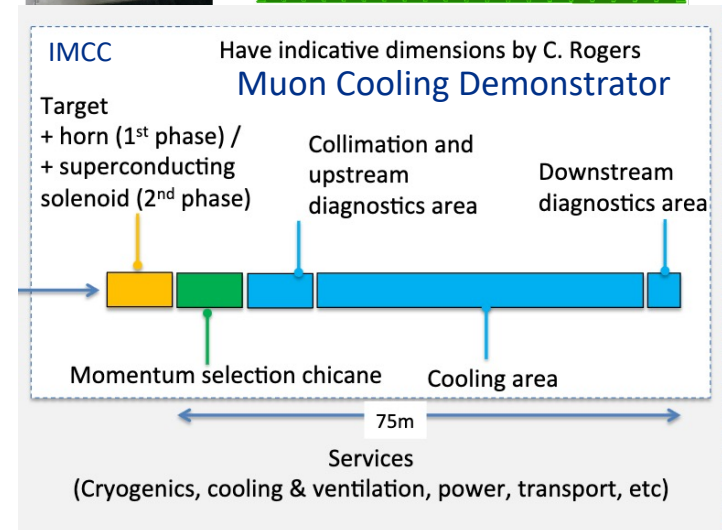 IMCC
Have indicative dimensions by C. Rogers
Muon Cooling Demonstrator
Target
+ horn (1st phase) /
+ superconducting
solenoid (2nd phase)
Collimation and
upstream
diagnostics area
Downstream
diagnostics area
Momentum selection chicane
Cooling area
75m
Services
(Cryogenics, cooling & ventilation, power, transport, etc)